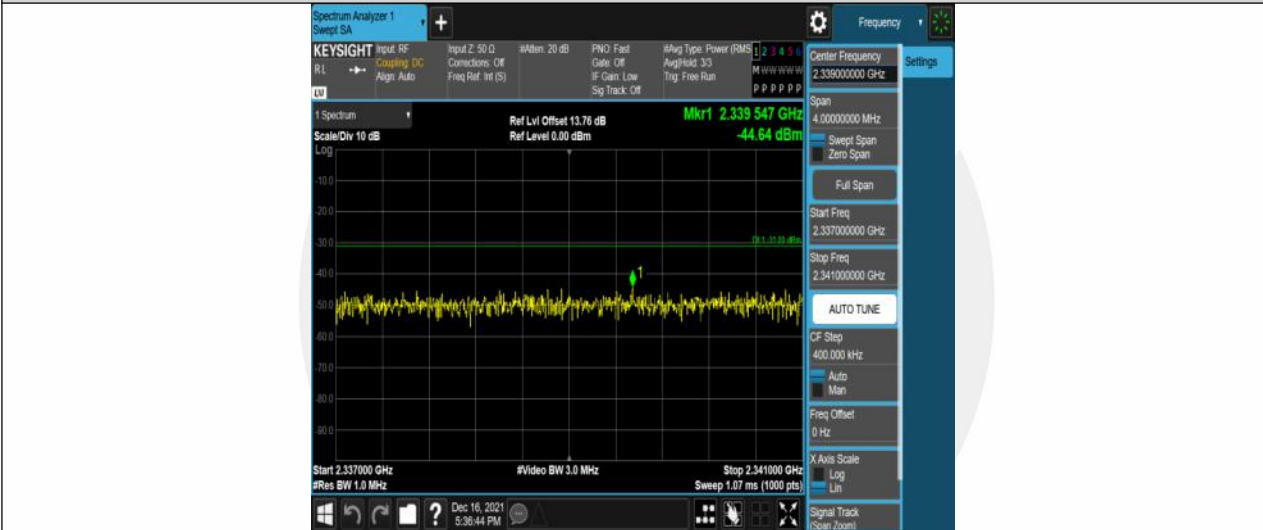 Spectrum Analyzer 1
Swept SA
+
Frequency
KEYSIGHT
RL
LV
Input: RF
Coupling: DC
Align: Auto
Input Z: 50 Ω
Corrections: Off
Freq Ref: Int (S)
#Atten: 20 dB
PNO: Fast
Gate: Off
IF Gain: Low
Sig Track: Off
#Avg Type: Power (RMS
Avg|Hold: 3/3
Trig: Free Run
1 2 3 4 5 6
M W W W W W
P P P P P P
Center Frequency
2.339000000 GHz
Settings
1 Spectrum
Scale/Div 10 dB
Log
Ref Lvl Offset 13.76 dB
Ref Level 0.00 dBm
Mkr1 2.339 547 GHz
-44.64 dBm
Span
4.00000000 MHz
Swept Span
Zero Span
Full Span
Start Freq
2.337000000 GHz
Stop Freq
2.341000000 GHz
AUTO TUNE
CF Step
400.000 kHz
Auto
Man
Freq Offset
0 Hz
X Axis Scale
Log
Lin
Signal Track
(Span Zoom)
-10.0
-20.0
-30.0
-40.0
-50.0
-60.0
-70.0
-80.0
-90.0
1
Start 2.337000 GHz
#Res BW 1.0 MHz
#Video BW 3.0 MHz
Stop 2.341000 GHz
Sweep 1.07 ms (1000 pts)
?
Dec 16, 2021
5:36:44 PM